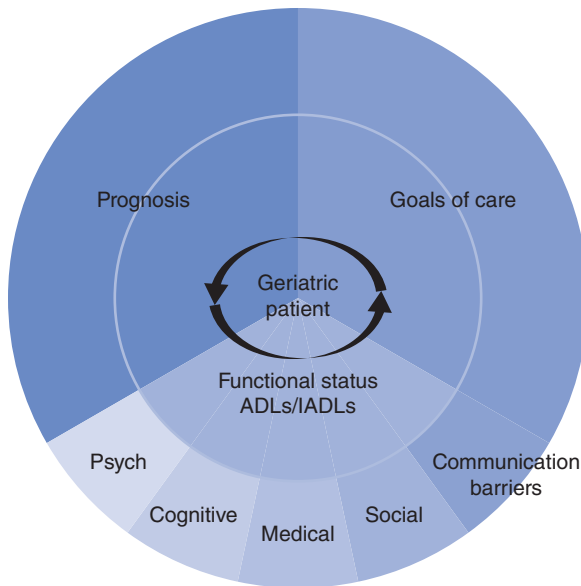 Prognosis
Goals of care
Geriatric
patient
Functional status
ADLs/IADLs
Psych
Cognitive
Medical
Social
Communication
barriers